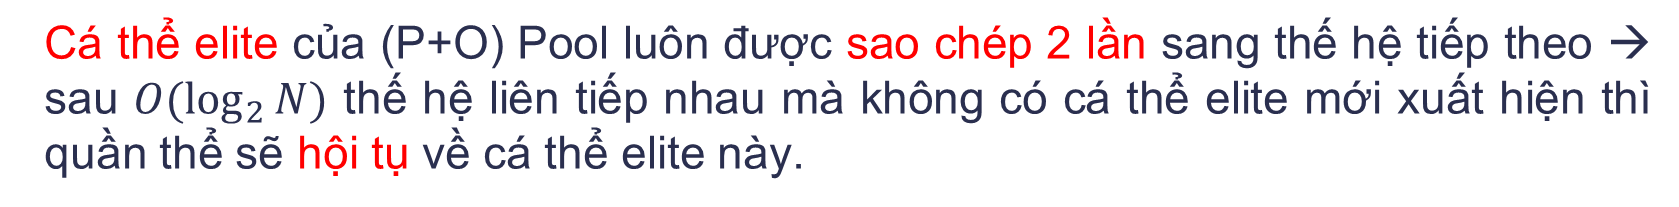 Cá thể elite của (P+O) Pool luôn được sao chép 2 lần sang thế hệ tiếp theo →
sau 𝑂(log₂ 𝑁) thế hệ liên tiếp nhau mà không có cá thể elite mới xuất hiện thì
quần thể sẽ hội tụ về cá thể elite này.